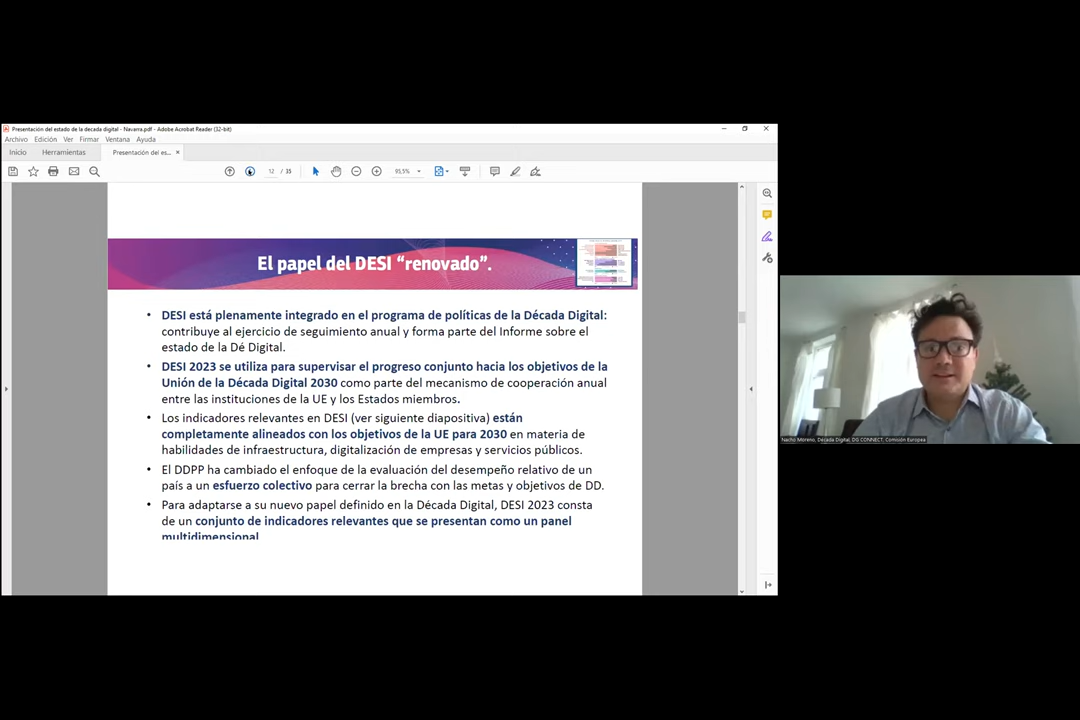 Presentación del estado de la decada digital - Navarra.pdf - Adobe Acrobat Reader (32-bit)
Archivo Edición Ver Firmar Ventana Ayuda
Inicio Herramientas Presentación del es... ×
12 / 35 93,5%
El papel del DESI “renovado”.
• DESI está plenamente integrado en el programa de políticas de la Década Digital:
contribuye al ejercicio de seguimiento anual y forma parte del Informe sobre el
estado de la Dé Digital.
• DESI 2023 se utiliza para supervisar el progreso conjunto hacia los objetivos de la
Unión de la Década Digital 2030 como parte del mecanismo de cooperación anual
entre las instituciones de la UE y los Estados miembros.
• Los indicadores relevantes en DESI (ver siguiente diapositiva) están
completamente alineados con los objetivos de la UE para 2030 en materia de
habilidades de infraestructura, digitalización de empresas y servicios públicos.
• El DDPP ha cambiado el enfoque de la evaluación del desempeño relativo de un
país a un esfuerzo colectivo para cerrar la brecha con las metas y objetivos de DD.
• Para adaptarse a su nuevo papel definido en la Década Digital, DESI 2023 consta
de un conjunto de indicadores relevantes que se presentan como un panel
multidimensional
Nacho Moreno, Década Digital, DG CONNECT, Comisión Europea